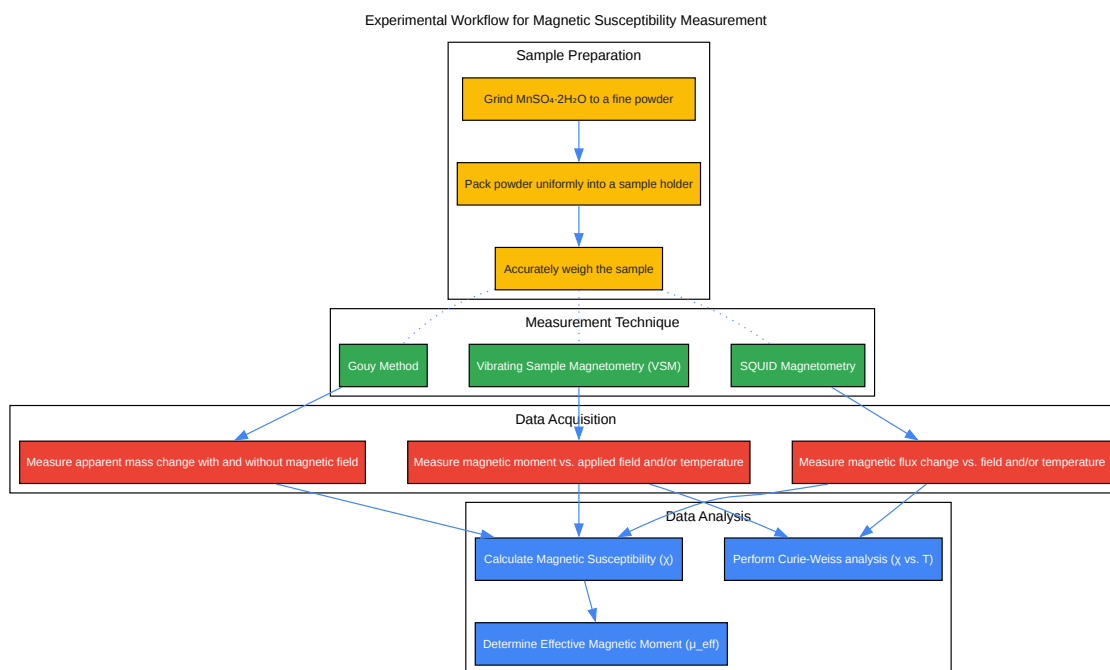 Experimental Workflow for Magnetic Susceptibility Measurement
Sample Preparation
Grind MnSO₄·2H₂O to a fine powder
Pack powder uniformly into a sample holder
Accurately weigh the sample
Measurement Technique
Gouy Method
Vibrating Sample Magnetometry (VSM)
SQUID Magnetometry
Data Acquisition
Measure apparent mass change with and without magnetic field
Measure magnetic moment vs. applied field and/or temperature
Measure magnetic flux change vs. field and/or temperature
Data Analysis
Calculate Magnetic Susceptibility (χ)
Perform Curie-Weiss analysis (χ vs. T)
Determine Effective Magnetic Moment (μ_eff)